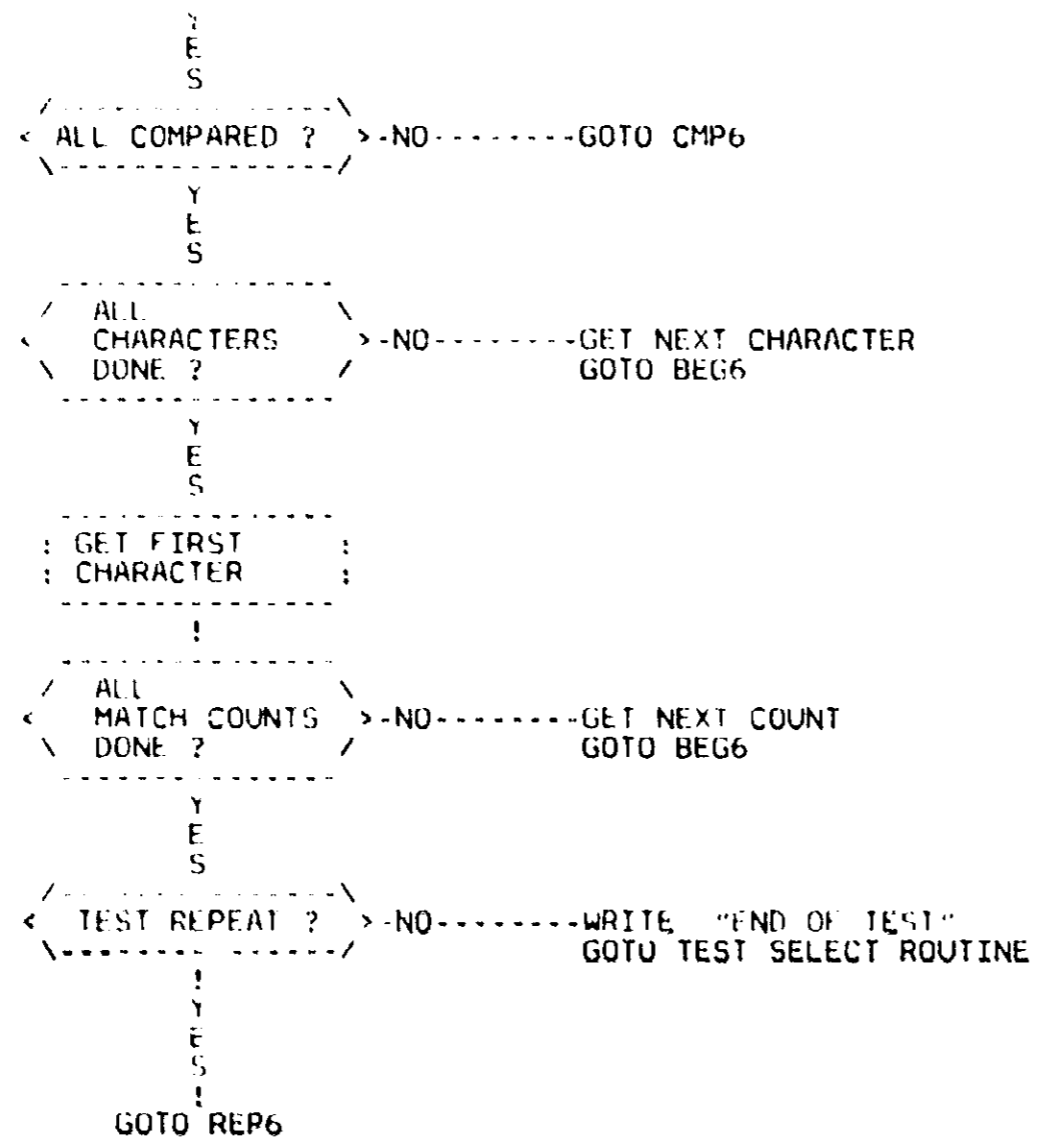 Y
E
S
/---------------\
< ALL COMPARED ? >-NO--------GOTO CMP6
\---------------/
Y
E
S
---------------
/ ALL \
< CHARACTERS >-NO--------GET NEXT CHARACTER
\ DONE ? / GOTO BEG6
---------------
Y
E
S
---------------
: GET FIRST :
: CHARACTER :
---------------
!
---------------
/ ALL \
< MATCH COUNTS >-NO--------GET NEXT COUNT
\ DONE ? / GOTO BEG6
---------------
Y
E
S
/---------------\
< TEST REPEAT ? >-NO--------WRITE "END OF TEST"
\---------------/ GOTO TEST SELECT ROUTINE
!
Y
E
S
!
GOTO REP6